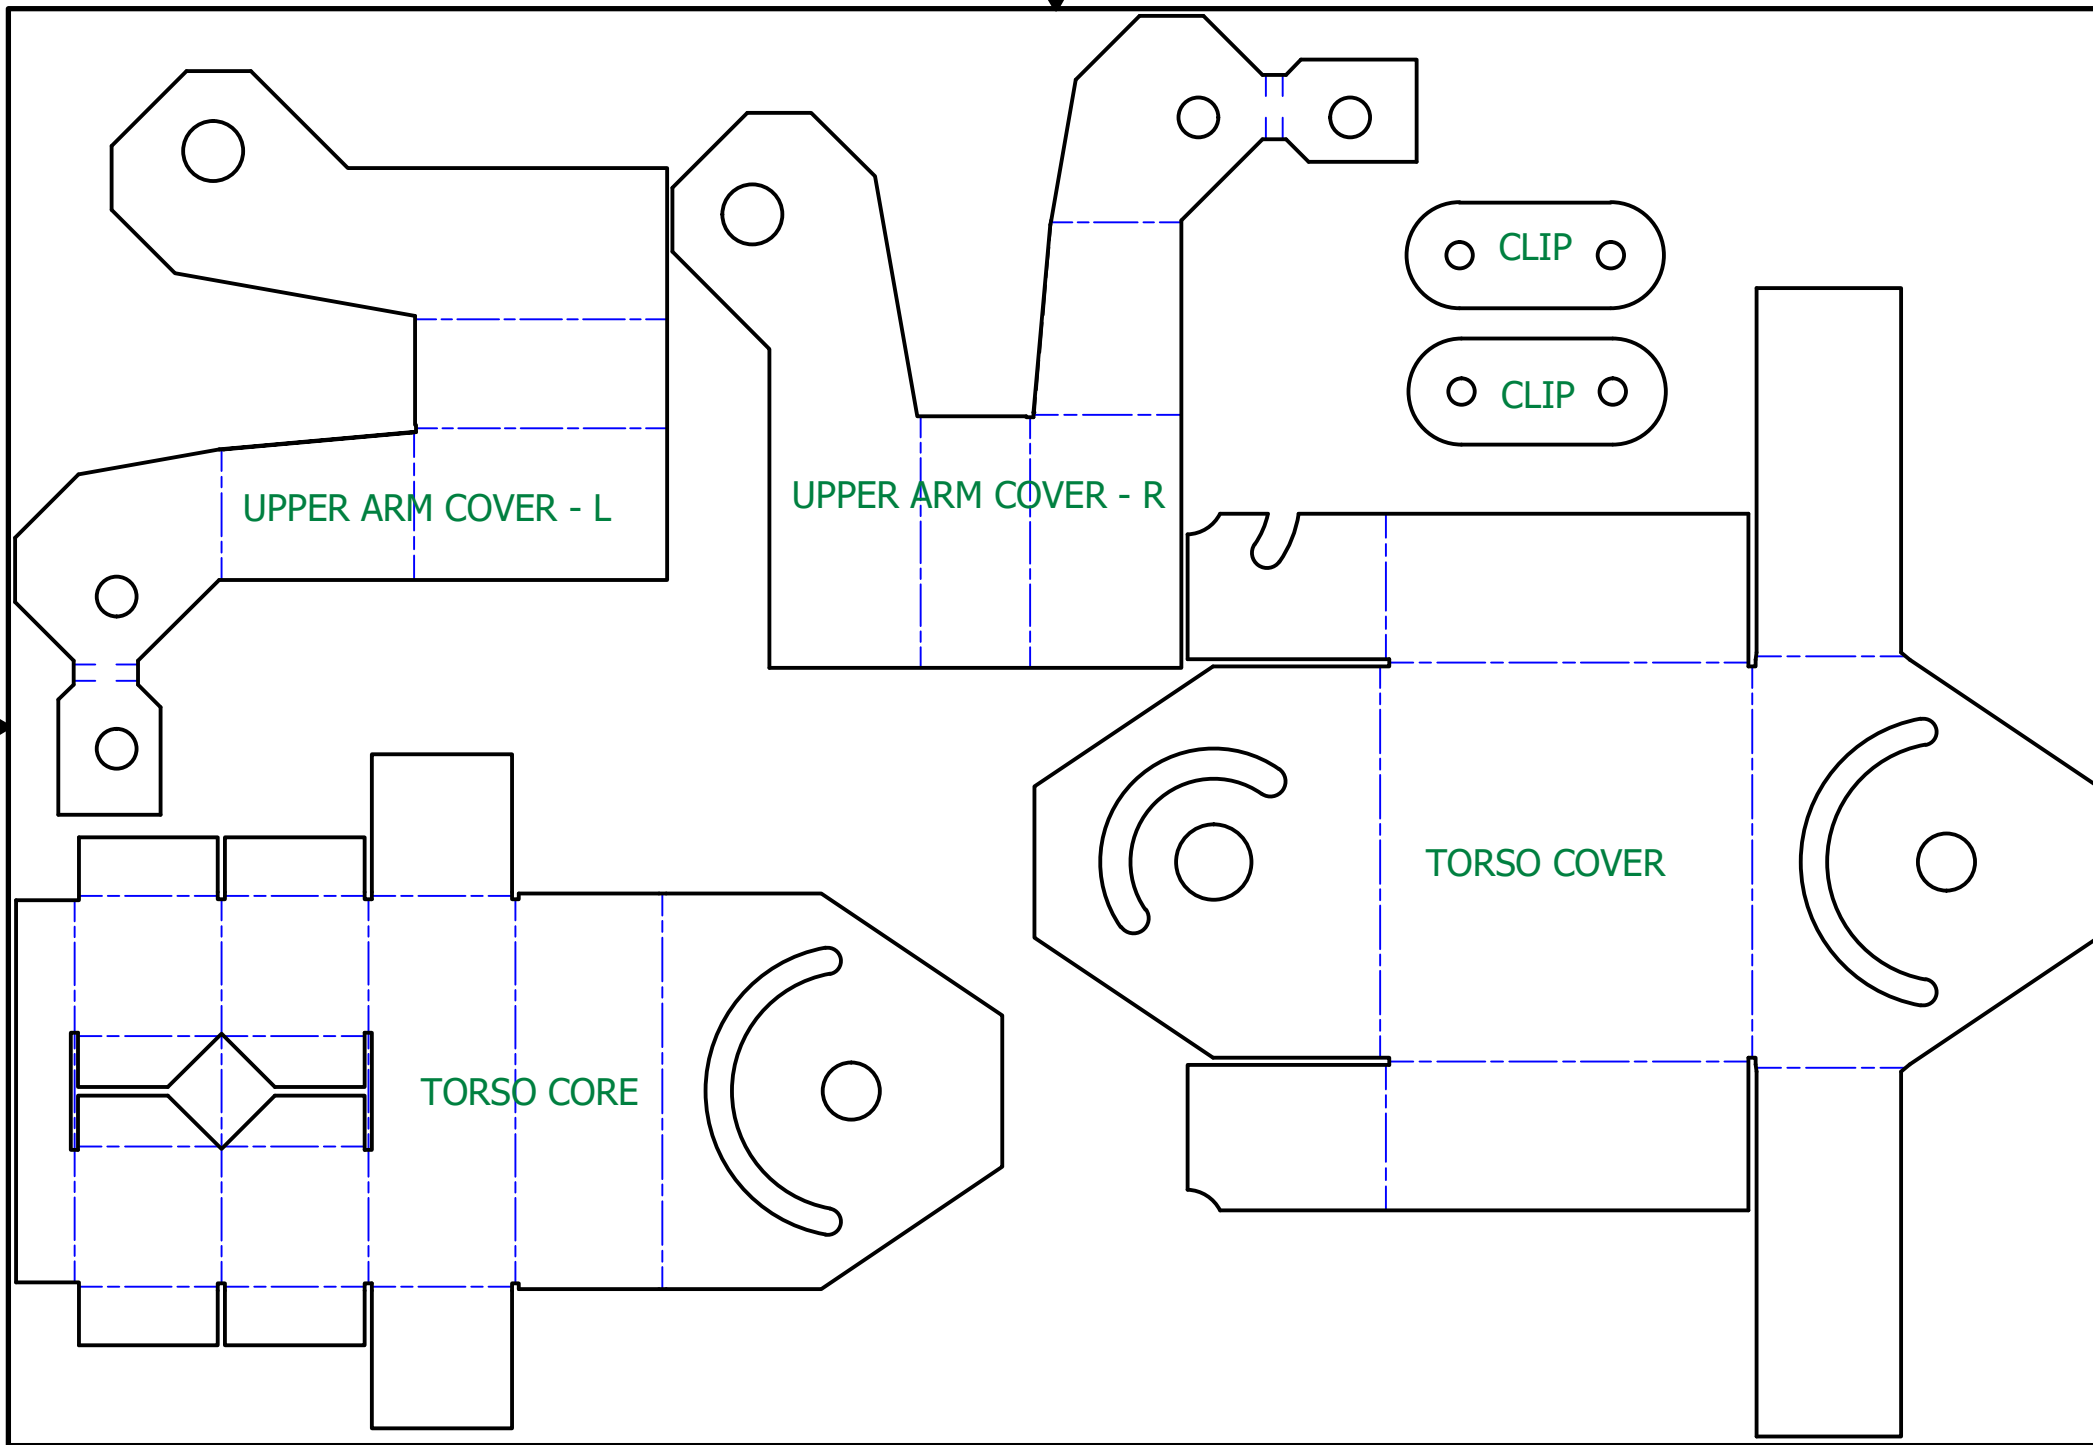 CLIP
CLIP
UPPER ARM COVER - L
UPPER ARM COVER - R
TORSO COVER
TORSO CORE